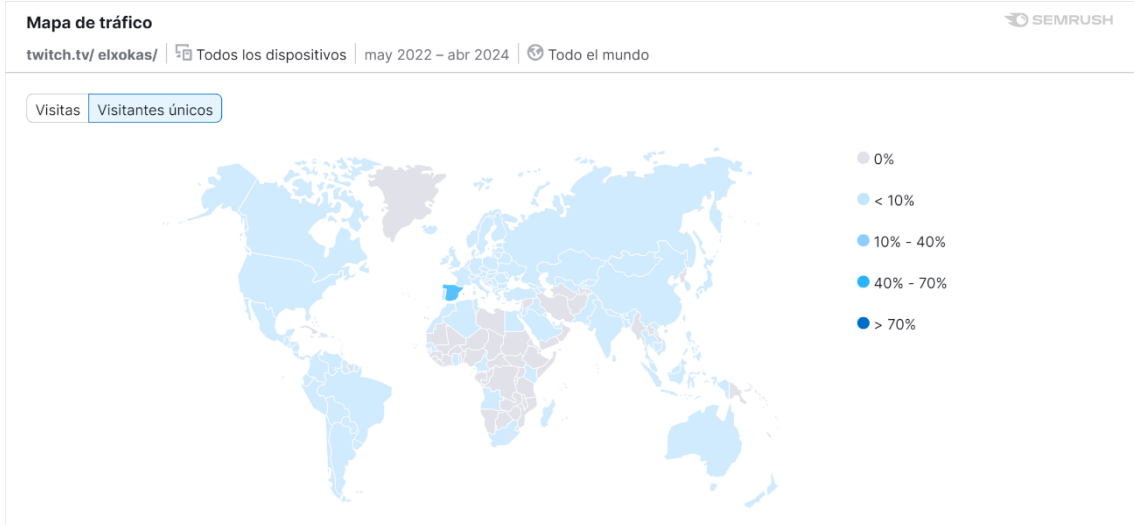 Mapa de tráfico
SEMRUSH
twitch.tv/ elxokas/ Todos los dispositivos may 2022 – abr 2024 Todo el mundo
Visitas Visitantes únicos
0%
< 10%
10% - 40%
40% - 70%
> 70%